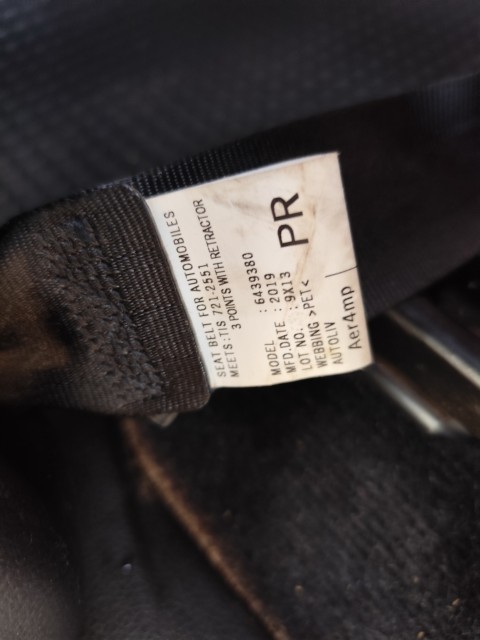 SEAT BELT FOR AUTOMOBILES
MEETS : TIS 721-2551
3 POINTS WITH RETRACTOR
MODEL : 6439380
MFD.DATE : 2019
LOT NO. : 9X13
WEBBING >PET<
AUTOLIV
PR
Aer4mp